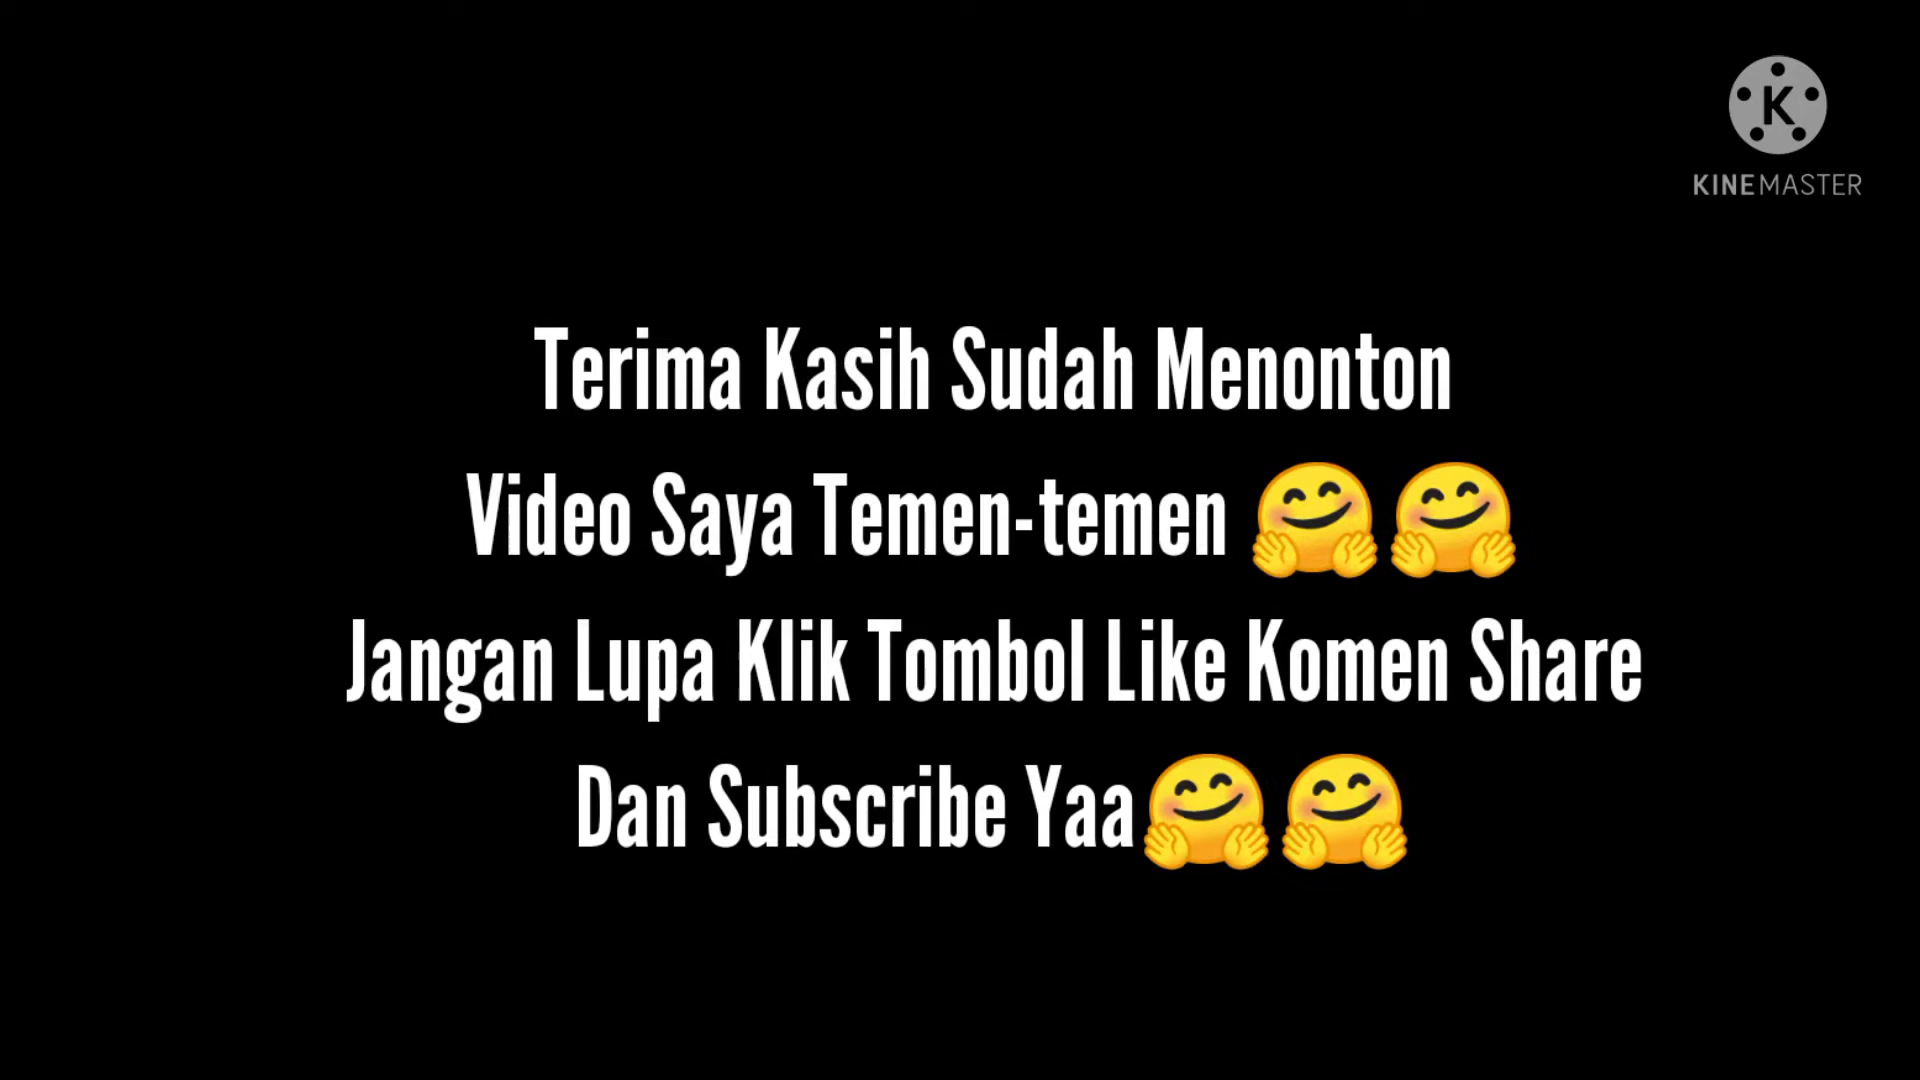 K
KINEMASTER
Terima Kasih Sudah Menonton
Video Saya Temen-temen 🤗🤗
Jangan Lupa Klik Tombol Like Komen Share
Dan Subscribe Yaa🤗🤗